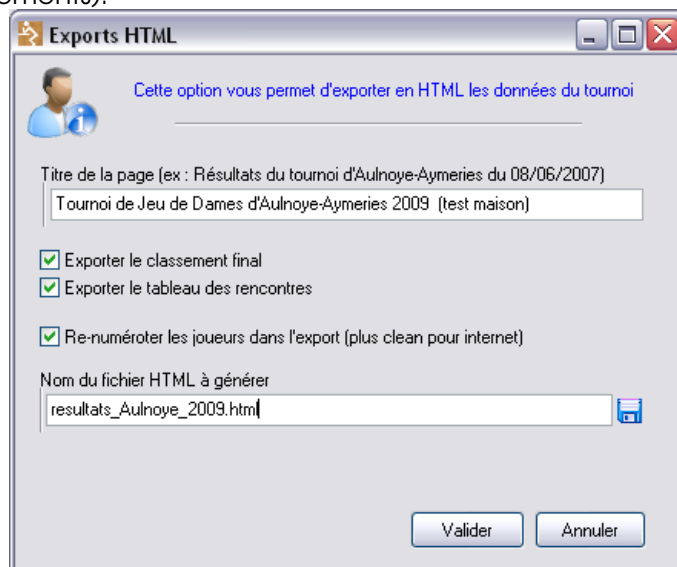 Exports HTML
Cette option vous permet d'exporter en HTML les données du tournoi
Titre de la page (ex : Résultats du tournoi d'Aulnoye-Aymeries du 08/06/2007)
Tournoi de Jeu de Dames d'Aulnoye-Aymeries 2009 (test maison)
Exporter le classement final
Exporter le tableau des rencontres
Re-numéroter les joueurs dans l'export (plus clean pour internet)
Nom du fichier HTML à générer
resultats_Aulnoye_2009.html
Valider Annuler